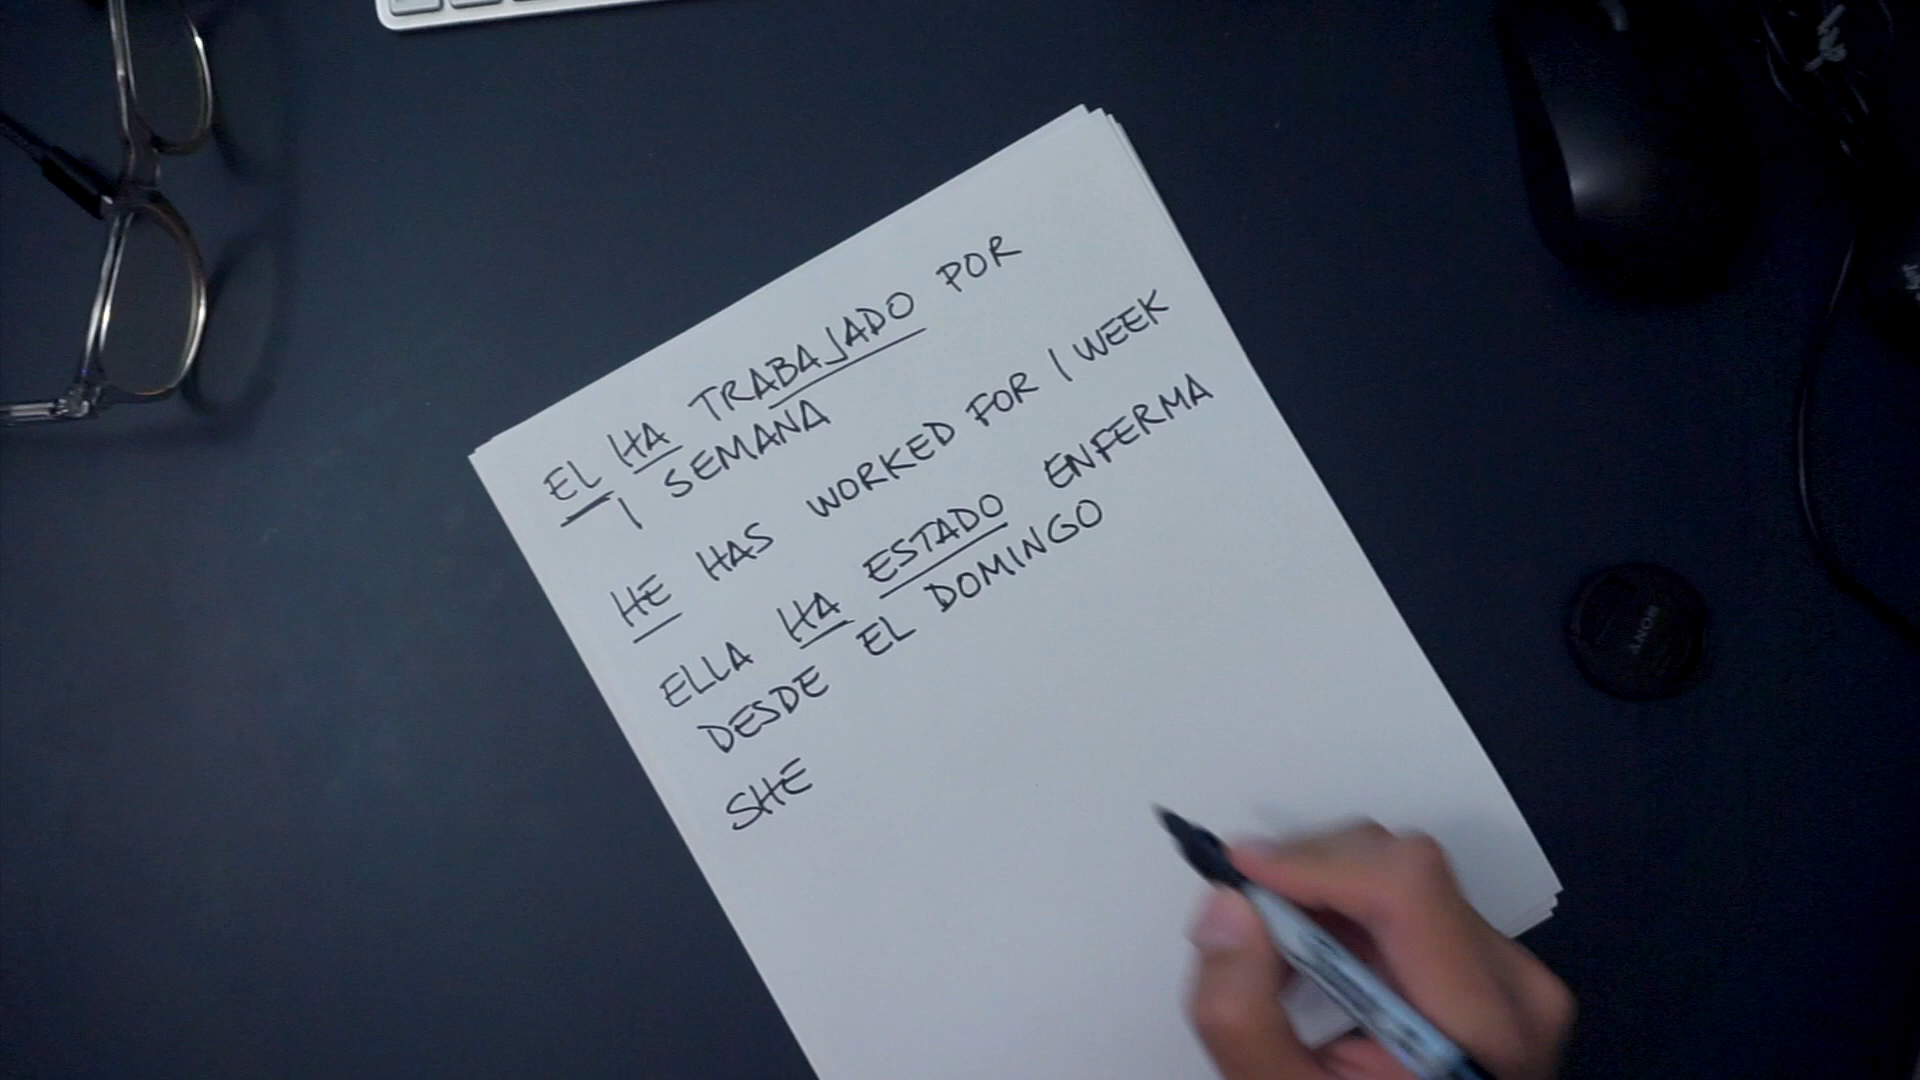 EL HA TRABAJADO POR
1 SEMANA
HE HAS WORKED FOR 1 WEEK
ELLA HA ESTADO ENFERMA
DESDE EL DOMINGO
SHE
SONY